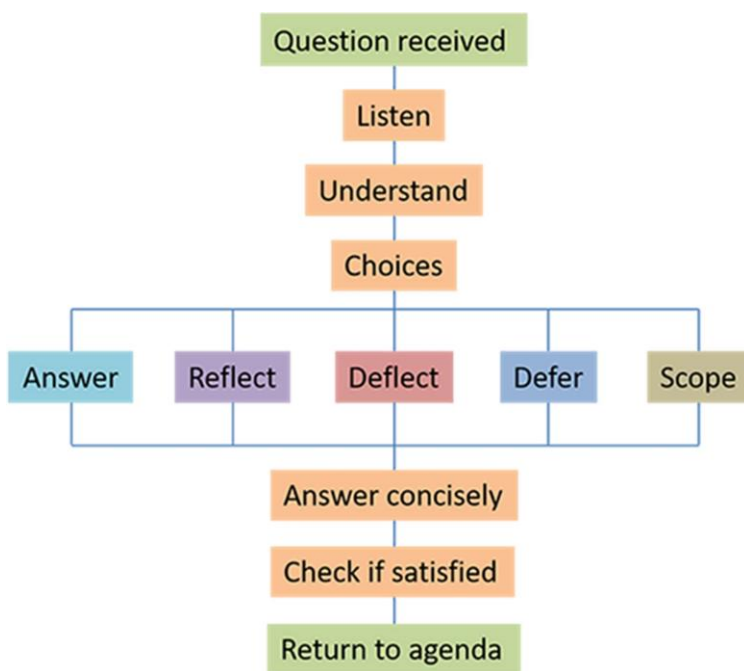 Question received
Listen
Understand
Choices
Answer
Reflect
Deflect
Defer
Scope
Answer concisely
Check if satisfied
Return to agenda